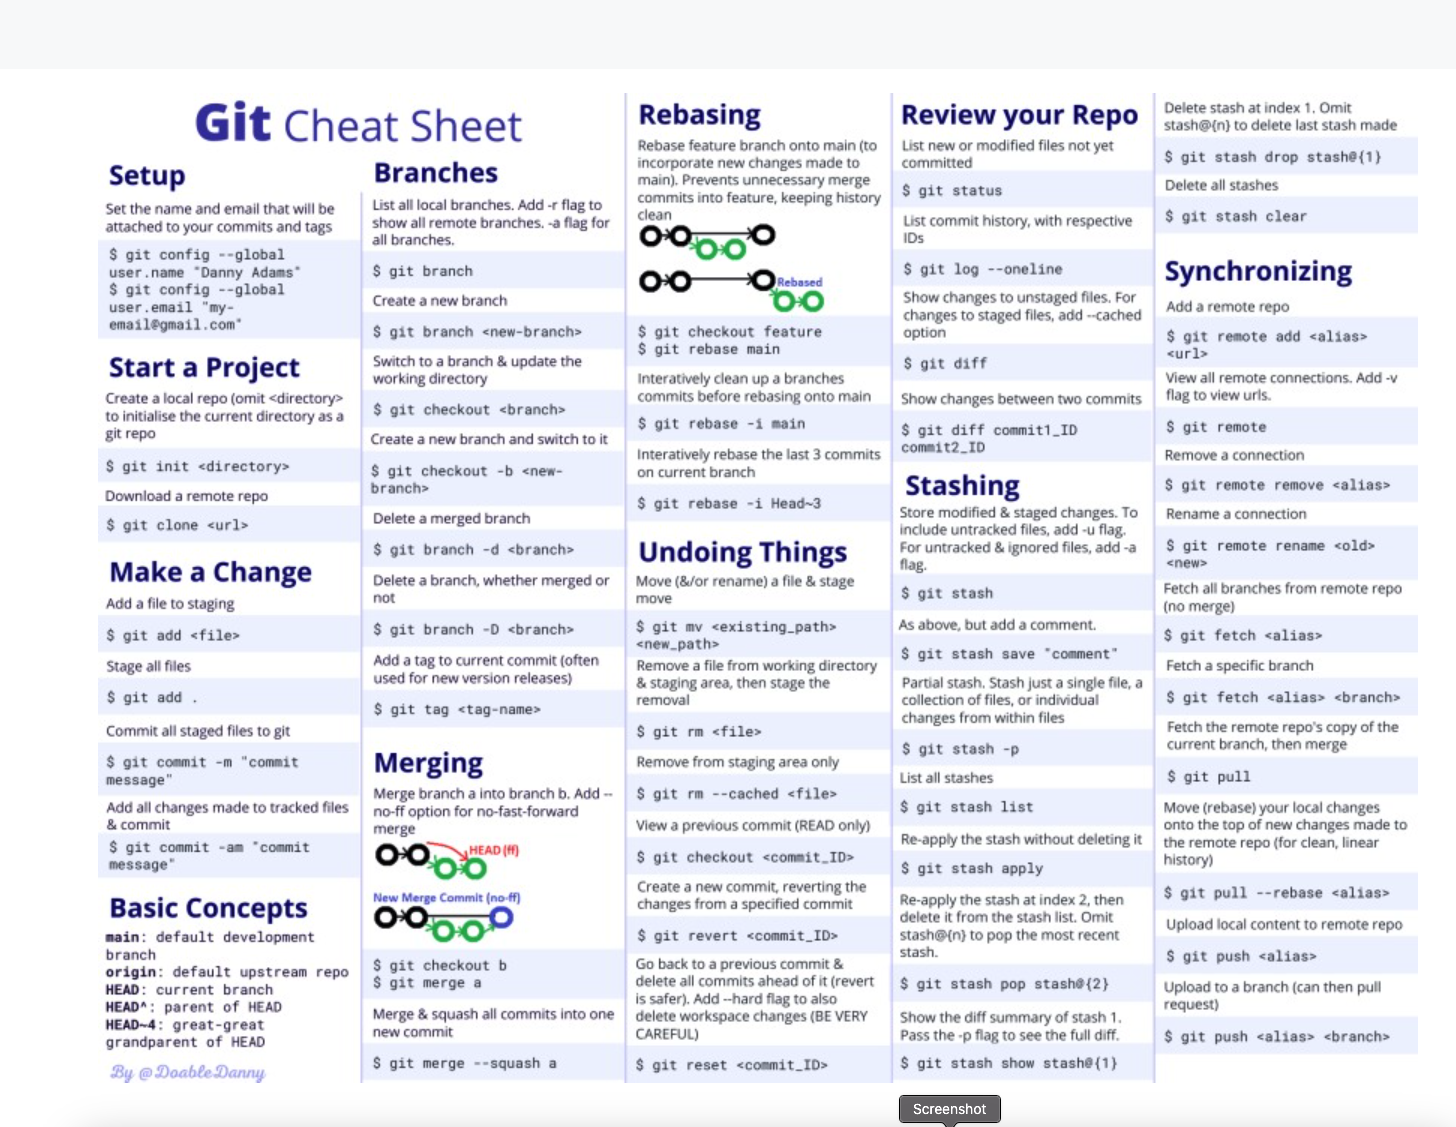 Git Cheat Sheet
Setup
Set the name and email that will be
attached to your commits and tags
$ git config --global
user.name "Danny Adams"
$ git config --global
user.email "my-
email@gmail.com"
Start a Project
Create a local repo (omit <directory>
to initialise the current directory as a
git repo
$ git init <directory>
Download a remote repo
$ git clone <url>
Make a Change
Add a file to staging
$ git add <file>
Stage all files
$ git add .
Commit all staged files to git
$ git commit -m "commit
message"
Add all changes made to tracked files
& commit
$ git commit -am "commit
message"
Basic Concepts
main: default development
branch
origin: default upstream repo
HEAD: current branch
HEAD^: parent of HEAD
HEAD~4: great-great
grandparent of HEAD
By @DoableDanny
Branches
List all local branches. Add -r flag to
show all remote branches. -a flag for
all branches.
$ git branch
Create a new branch
$ git branch <new-branch>
Switch to a branch & update the
working directory
$ git checkout <branch>
Create a new branch and switch to it
$ git checkout -b <new-
branch>
Delete a merged branch
$ git branch -d <branch>
Delete a branch, whether merged or
not
$ git branch -D <branch>
Add a tag to current commit (often
used for new version releases)
$ git tag <tag-name>
Merging
Merge branch a into branch b. Add --
no-ff option for no-fast-forward
merge
HEAD (ff)
New Merge Commit (no-ff)
$ git checkout b
$ git merge a
Merge & squash all commits into one
new commit
$ git merge --squash a
Rebasing
Rebase feature branch onto main (to
incorporate new changes made to
main). Prevents unnecessary merge
commits into feature, keeping history
clean
Rebased
$ git checkout feature
$ git rebase main
Interatively clean up a branches
commits before rebasing onto main
$ git rebase -i main
Interatively rebase the last 3 commits
on current branch
$ git rebase -i Head~3
Undoing Things
Move (&/or rename) a file & stage
move
$ git mv <existing_path>
<new_path>
Remove a file from working directory
& staging area, then stage the
removal
$ git rm <file>
Remove from staging area only
$ git rm --cached <file>
View a previous commit (READ only)
$ git checkout <commit_ID>
Create a new commit, reverting the
changes from a specified commit
$ git revert <commit_ID>
Go back to a previous commit &
delete all commits ahead of it (revert
is safer). Add --hard flag to also
delete workspace changes (BE VERY
CAREFUL)
$ git reset <commit_ID>
Review your Repo
List new or modified files not yet
committed
$ git status
List commit history, with respective
IDs
$ git log --oneline
Show changes to unstaged files. For
changes to staged files, add --cached
option
$ git diff
Show changes between two commits
$ git diff commit1_ID
commit2_ID
Stashing
Store modified & staged changes. To
include untracked files, add -u flag.
For untracked & ignored files, add -a
flag.
$ git stash
As above, but add a comment.
$ git stash save "comment"
Partial stash. Stash just a single file, a
collection of files, or individual
changes from within files
$ git stash -p
List all stashes
$ git stash list
Re-apply the stash without deleting it
$ git stash apply
Re-apply the stash at index 2, then
delete it from the stash list. Omit
stash@{n} to pop the most recent
stash.
$ git stash pop stash@{2}
Show the diff summary of stash 1.
Pass the -p flag to see the full diff.
$ git stash show stash@{1}
Delete stash at index 1. Omit
stash@{n} to delete last stash made
$ git stash drop stash@{1}
Delete all stashes
$ git stash clear
Synchronizing
Add a remote repo
$ git remote add <alias>
<url>
View all remote connections. Add -v
flag to view urls.
$ git remote
Remove a connection
$ git remote remove <alias>
Rename a connection
$ git remote rename <old>
<new>
Fetch all branches from remote repo
(no merge)
$ git fetch <alias>
Fetch a specific branch
$ git fetch <alias> <branch>
Fetch the remote repo's copy of the
current branch, then merge
$ git pull
Move (rebase) your local changes
onto the top of new changes made to
the remote repo (for clean, linear
history)
$ git pull --rebase <alias>
Upload local content to remote repo
$ git push <alias>
Upload to a branch (can then pull
request)
$ git push <alias> <branch>
Screenshot